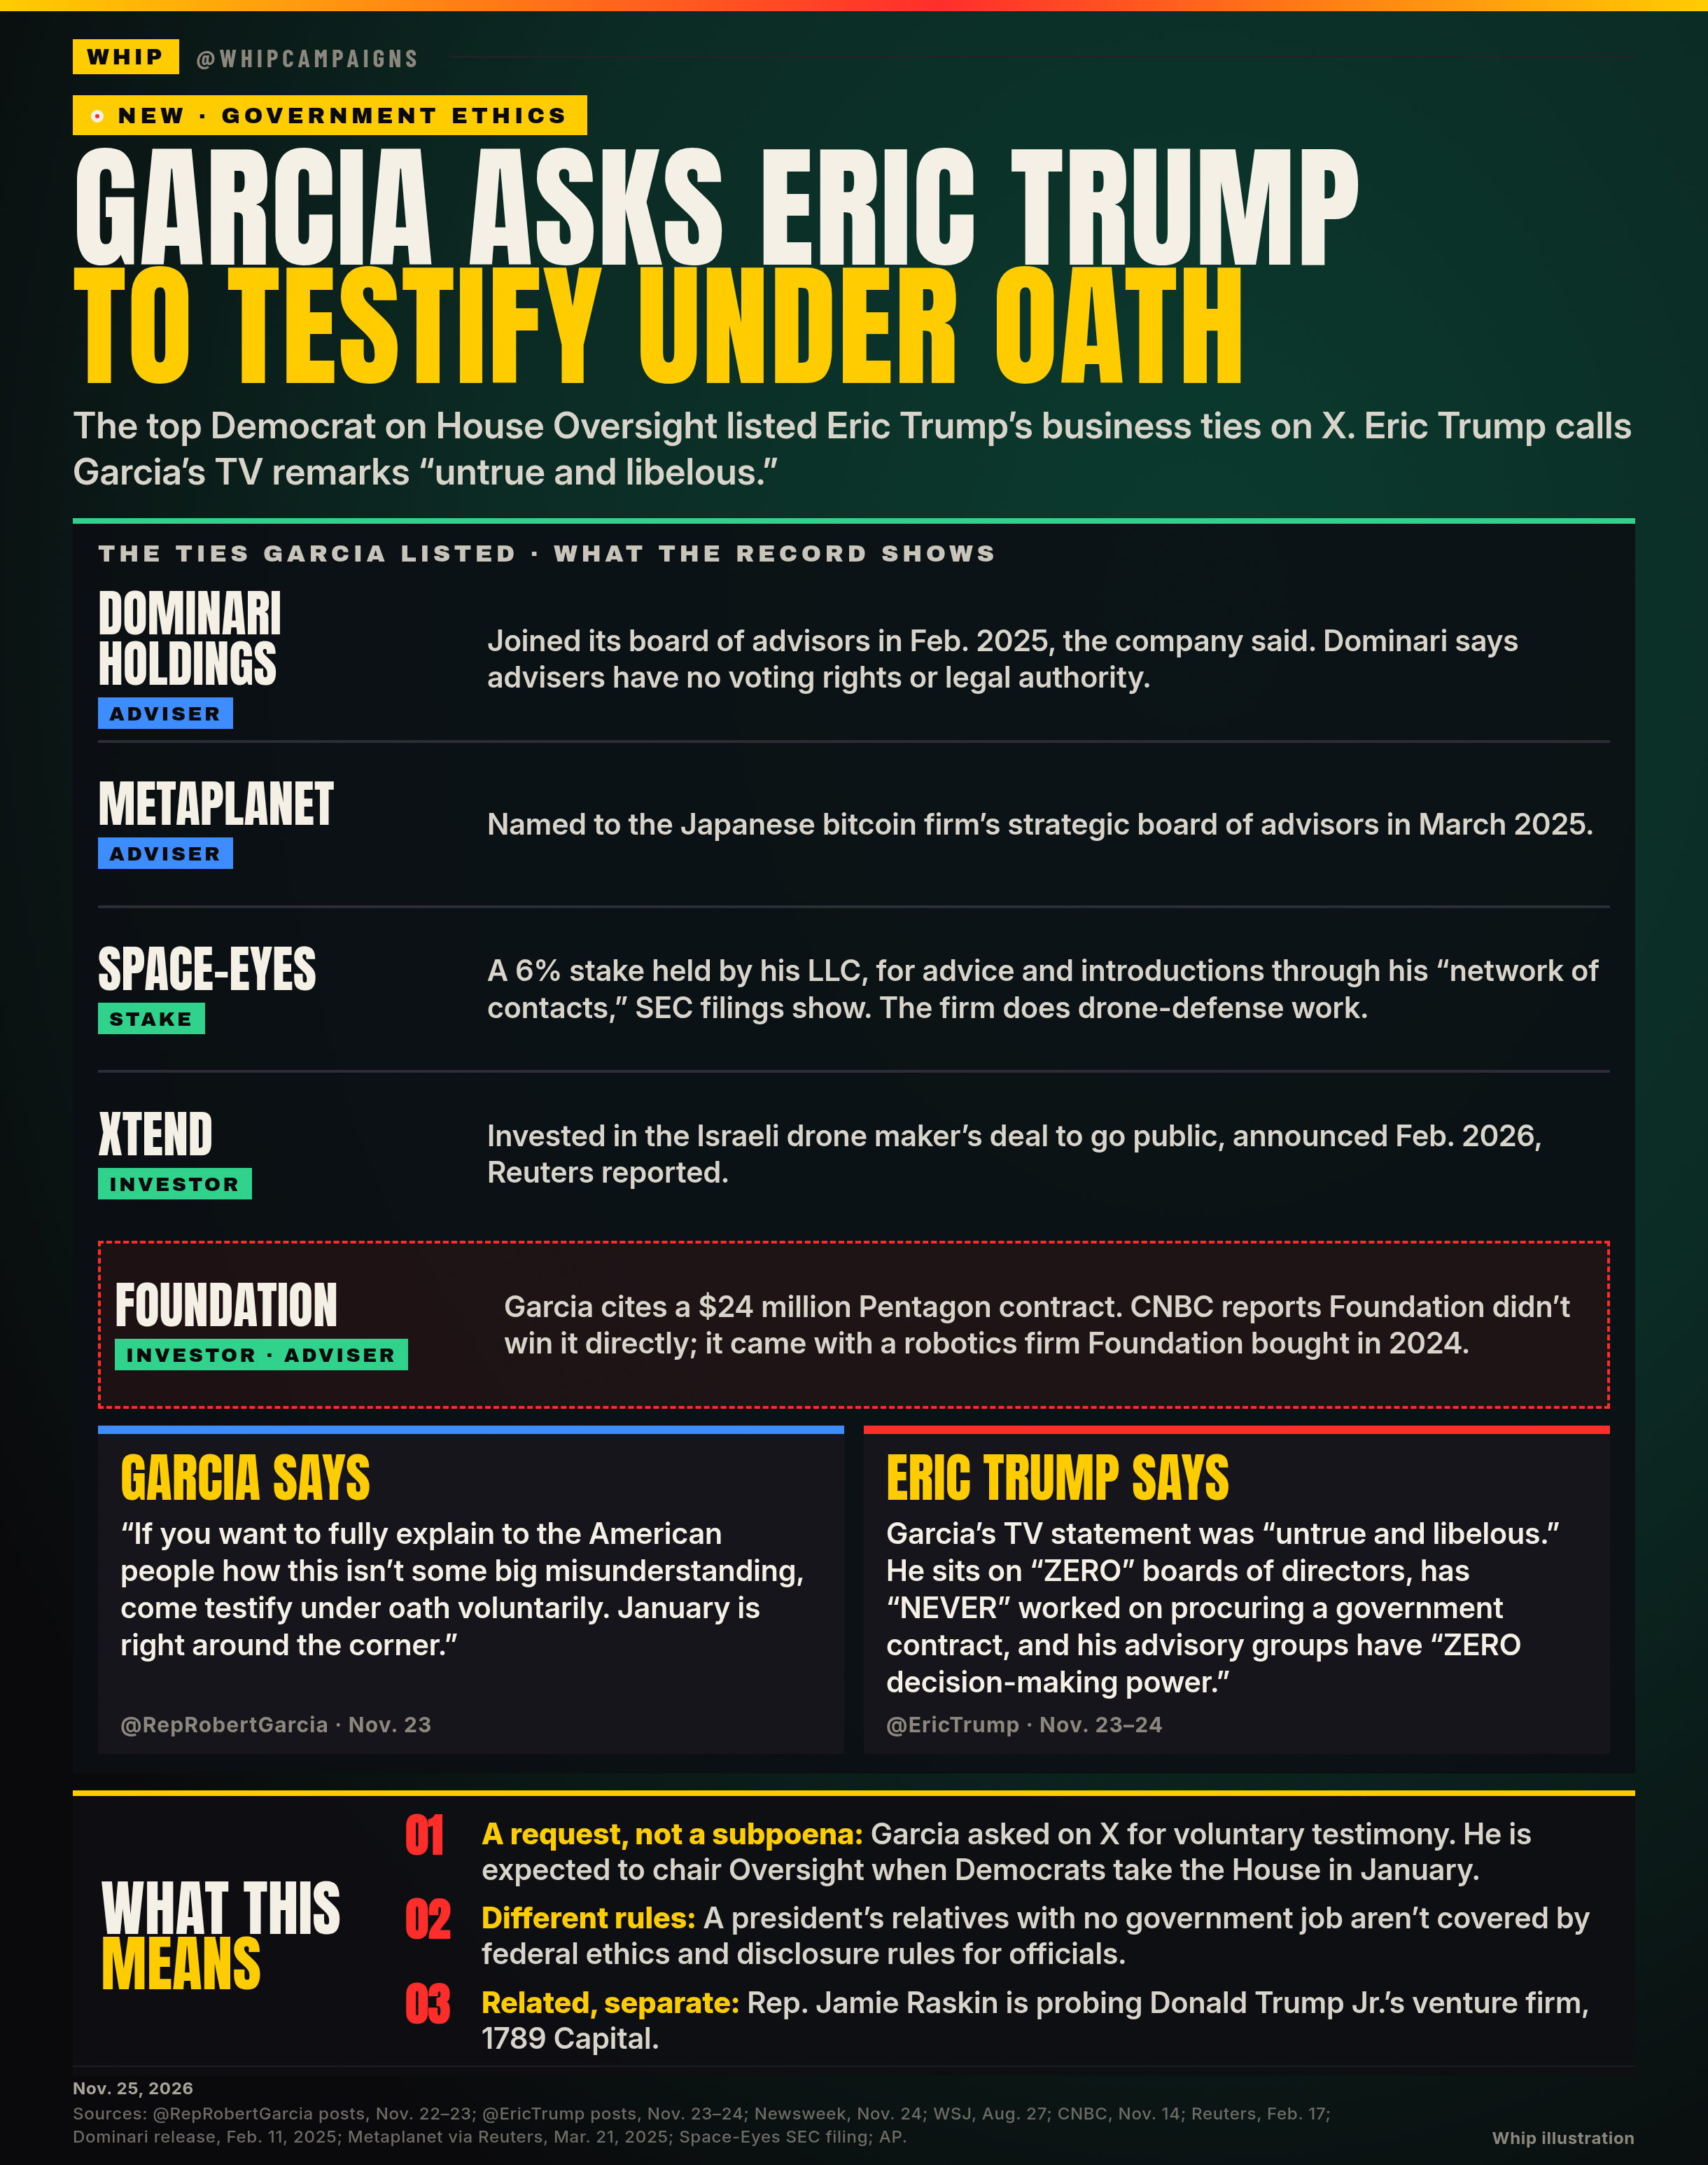 WHIP @WHIPCAMPAIGNS
NEW · GOVERNMENT ETHICS
GARCIA ASKS ERIC TRUMP
TO TESTIFY UNDER OATH
The top Democrat on House Oversight listed Eric Trump’s business ties on X. Eric Trump calls
Garcia’s TV remarks “untrue and libelous.”
THE TIES GARCIA LISTED · WHAT THE RECORD SHOWS
DOMINARI
HOLDINGS
ADVISER
Joined its board of advisors in Feb. 2025, the company said. Dominari says
advisers have no voting rights or legal authority.
METAPLANET
ADVISER
Named to the Japanese bitcoin firm’s strategic board of advisors in March 2025.
SPACE-EYES
STAKE
A 6% stake held by his LLC, for advice and introductions through his “network of
contacts,” SEC filings show. The firm does drone-defense work.
XTEND
INVESTOR
Invested in the Israeli drone maker’s deal to go public, announced Feb. 2026,
Reuters reported.
FOUNDATION
INVESTOR · ADVISER
Garcia cites a $24 million Pentagon contract. CNBC reports Foundation didn’t
win it directly; it came with a robotics firm Foundation bought in 2024.
GARCIA SAYS
“If you want to fully explain to the American
people how this isn’t some big misunderstanding,
come testify under oath voluntarily. January is
right around the corner.”
@RepRobertGarcia · Nov. 23
ERIC TRUMP SAYS
Garcia’s TV statement was “untrue and libelous.”
He sits on “ZERO” boards of directors, has
“NEVER” worked on procuring a government
contract, and his advisory groups have “ZERO
decision-making power.”
@EricTrump · Nov. 23–24
WHAT THIS
MEANS
01 A request, not a subpoena: Garcia asked on X for voluntary testimony. He is
expected to chair Oversight when Democrats take the House in January.
02 Different rules: A president’s relatives with no government job aren’t covered by
federal ethics and disclosure rules for officials.
03 Related, separate: Rep. Jamie Raskin is probing Donald Trump Jr.’s venture firm,
1789 Capital.
Nov. 25, 2026
Sources: @RepRobertGarcia posts, Nov. 22–23; @EricTrump posts, Nov. 23–24; Newsweek, Nov. 24; WSJ, Aug. 27; CNBC, Nov. 14; Reuters, Feb. 17;
Dominari release, Feb. 11, 2025; Metaplanet via Reuters, Mar. 21, 2025; Space-Eyes SEC filing; AP.
Whip illustration